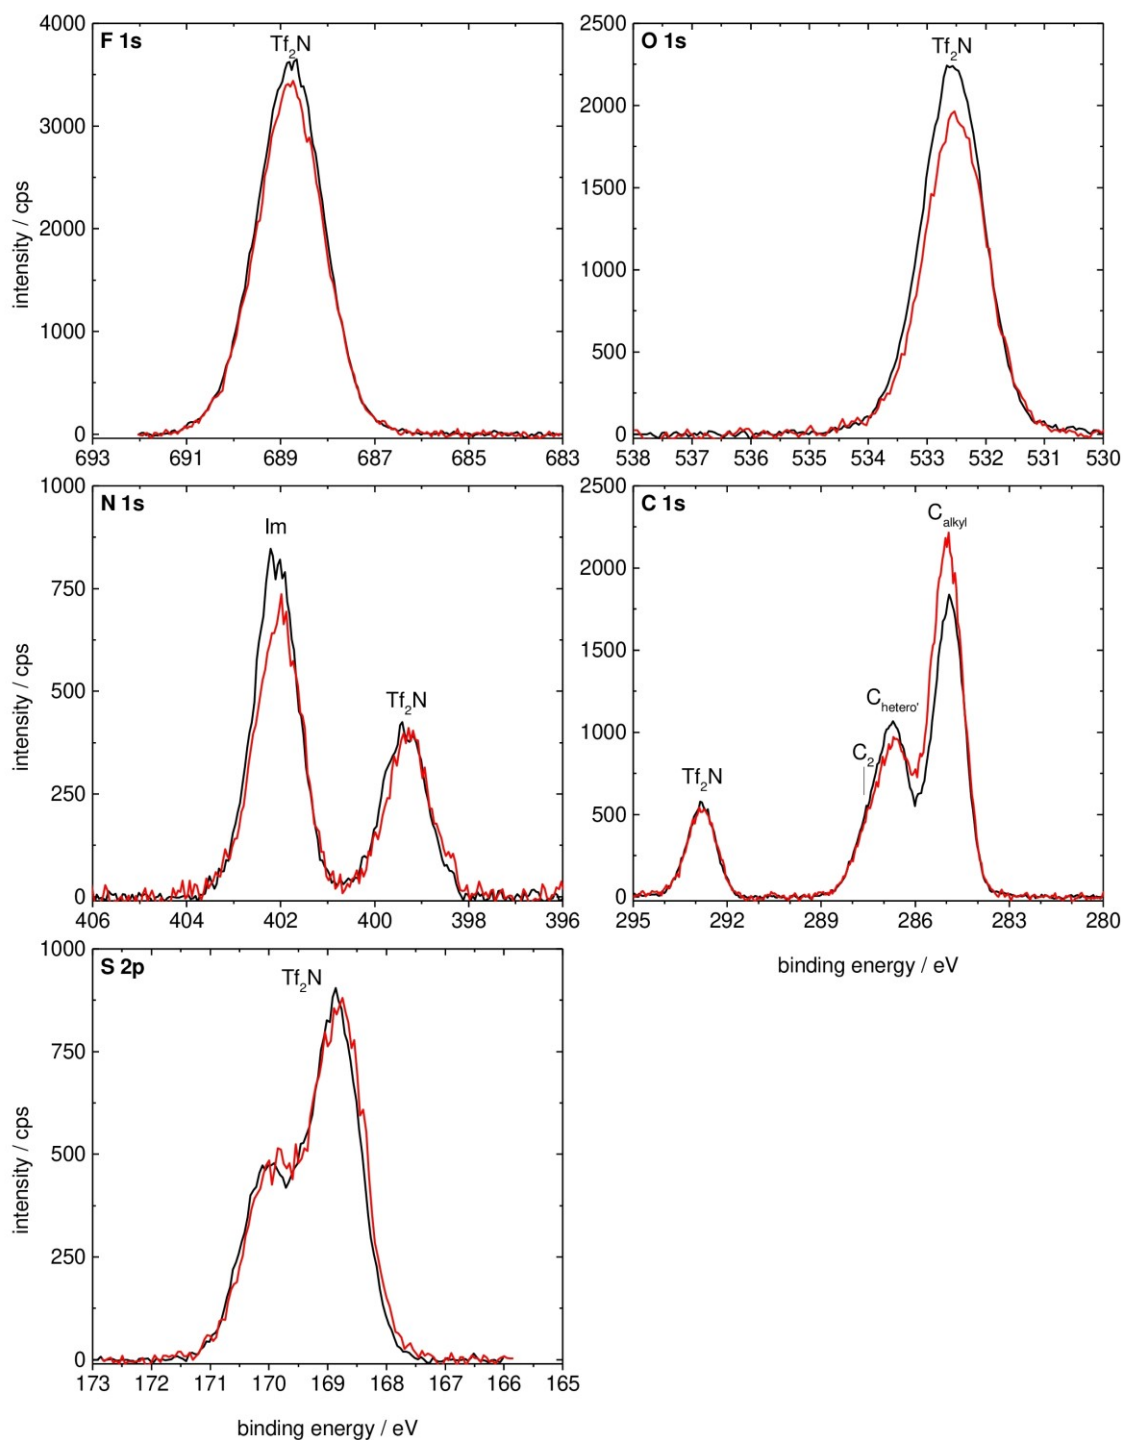 F 1s
Tf₂N
4000
3000
2000
1000
0
intensity / cps
693 691 689 687 685 683
O 1s
Tf₂N
2500
2000
1500
1000
500
0
538 537 536 535 534 533 532 531 530
N 1s
Im
Tf₂N
1000
750
500
250
0
intensity / cps
406 404 402 400 398 396
C 1s
C alkyl
C hetero'
C₂
Tf₂N
2500
2000
1500
1000
500
0
295 292 289 286 283 280
binding energy / eV
S 2p
Tf₂N
1000
750
500
250
0
intensity / cps
173 172 171 170 169 168 167 166 165
binding energy / eV